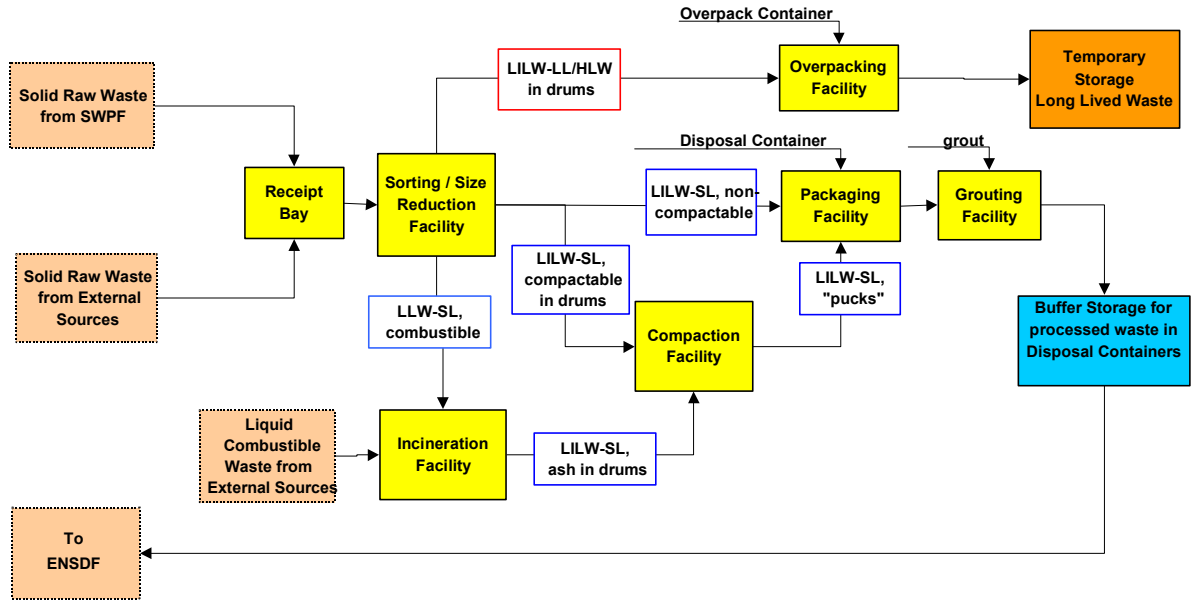 Overpack Container
Solid Raw Waste
from SWPF
LILW-LL/HLW
in drums
Overpacking
Facility
Temporary
Storage
Long Lived Waste
Disposal Container
grout
Receipt
Bay
Sorting / Size
Reduction
Facility
LILW-SL, non-
compactable
Packaging
Facility
Grouting
Facility
Solid Raw Waste
from External
Sources
LILW-SL,
compactable
in drums
LILW-SL,
"pucks"
LLW-SL,
combustible
Compaction
Facility
Buffer Storage for
processed waste in
Disposal Containers
Liquid
Combustible
Waste from
External Sources
Incineration
Facility
LILW-SL,
ash in drums
To
ENSDF